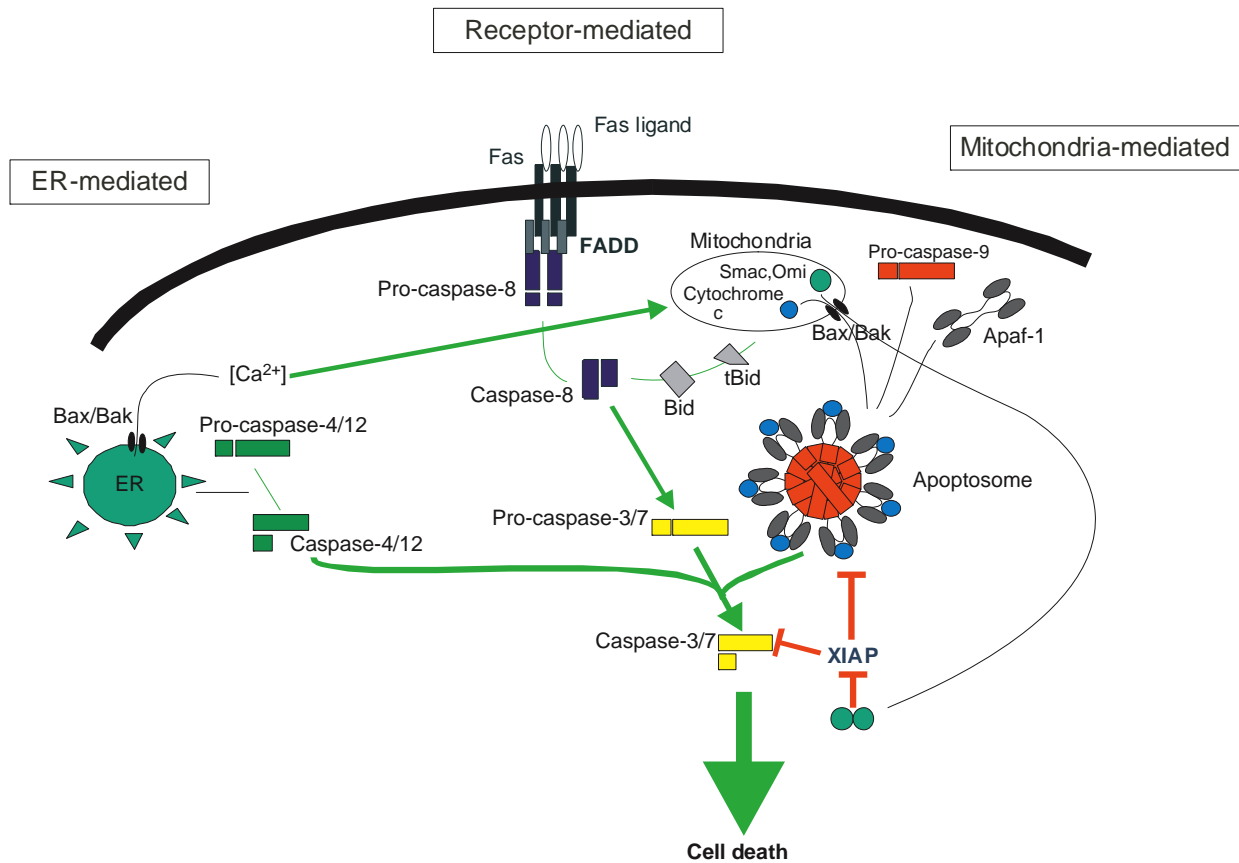 Receptor-mediated
Fas ligand
Fas
Mitochondria-mediated
ER-mediated
FADD
Mitochondria
Pro-caspase-9
Smac,Omi
Pro-caspase-8
Cytochrome
c
Bax/Bak
Apaf-1
[Ca²⁺]
tBid
Caspase-8
Bid
Bax/Bak
Pro-caspase-4/12
ER
Apoptosome
Pro-caspase-3/7
Caspase-4/12
Caspase-3/7
XIAP
Cell death